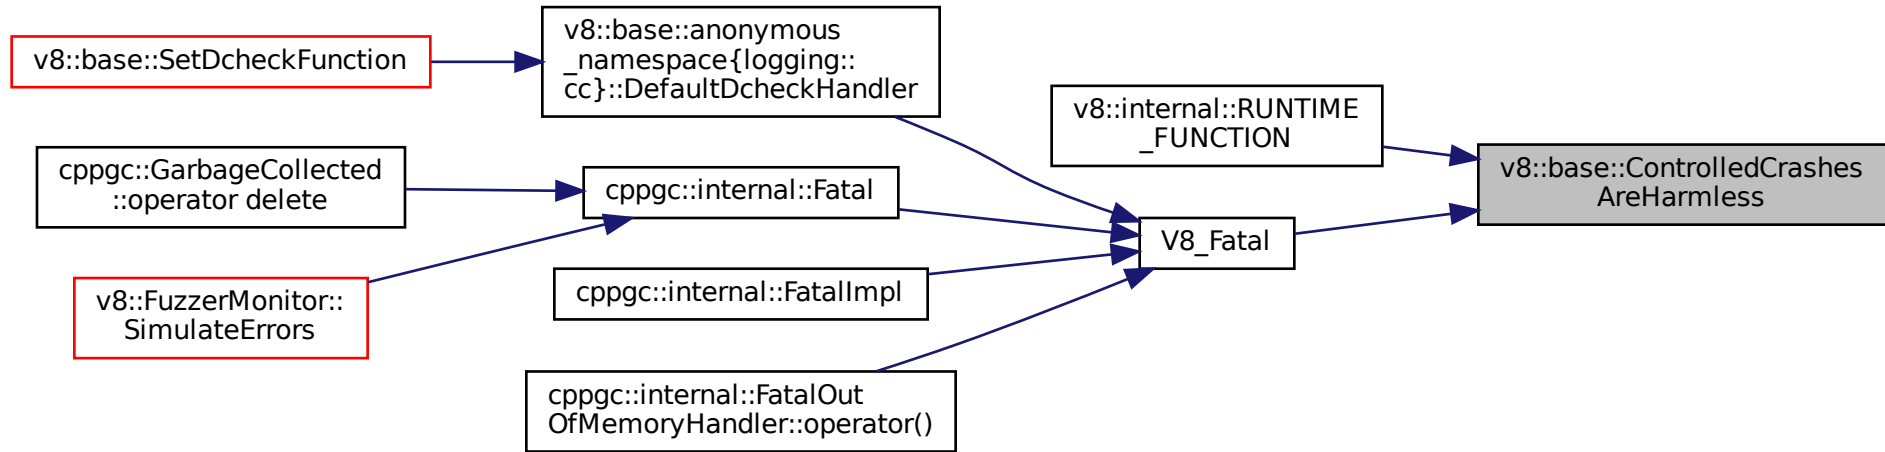 v8::base::SetDcheckFunction
v8::base::anonymous
_namespace{logging::
cc}::DefaultDcheckHandler
cppgc::GarbageCollected
::operator delete
v8::FuzzerMonitor::
SimulateErrors
cppgc::internal::Fatal
cppgc::internal::FatalImpl
cppgc::internal::FatalOut
OfMemoryHandler::operator()
v8::internal::RUNTIME
_FUNCTION
V8_Fatal
v8::base::ControlledCrashes
AreHarmless